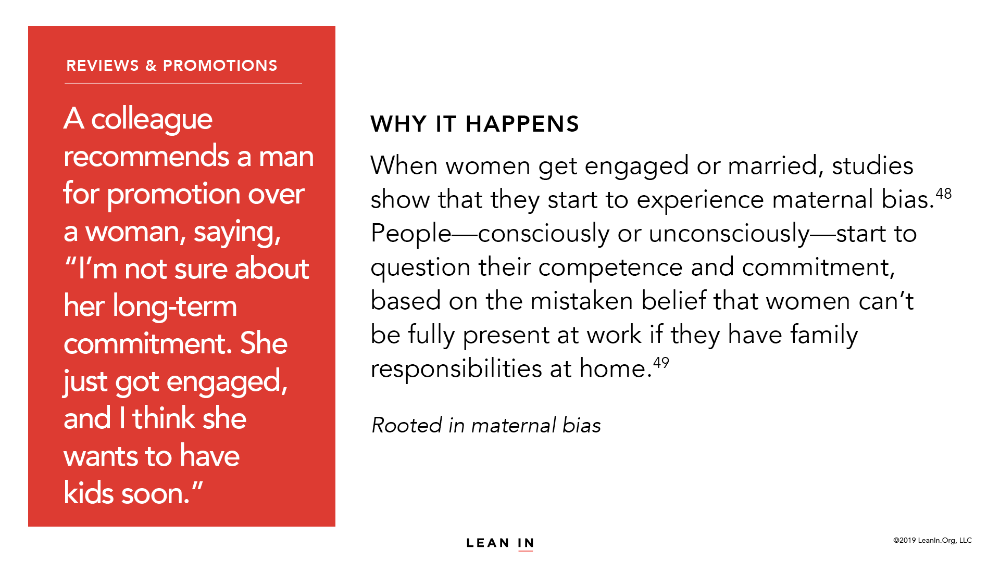 REVIEWS & PROMOTIONS
A colleague
recommends a man
for promotion over
a woman, saying,
“I’m not sure about
her long-term
commitment. She
just got engaged,
and I think she
wants to have
kids soon.”
WHY IT HAPPENS
When women get engaged or married, studies
show that they start to experience maternal bias.48
People—consciously or unconsciously—start to
question their competence and commitment,
based on the mistaken belief that women can’t
be fully present at work if they have family
responsibilities at home.49
Rooted in maternal bias
LEAN IN
©2019 LeanIn.Org, LLC